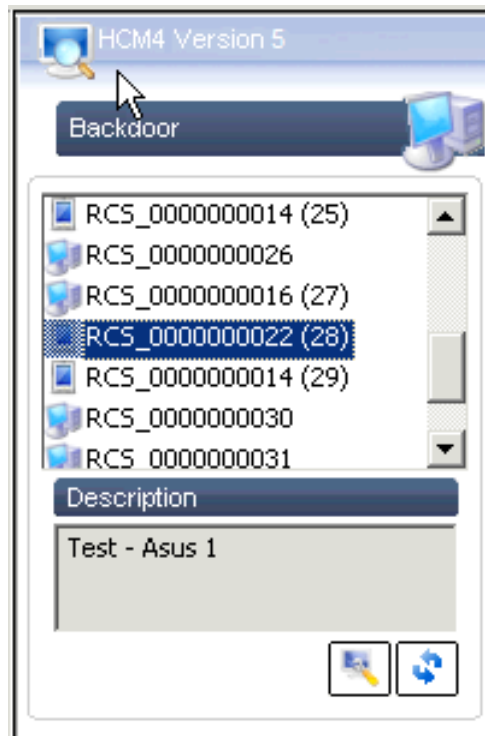 HCM4 Version 5
Backdoor
RCS_0000000014 (25)
RCS_0000000026
RCS_0000000016 (27)
RCS_0000000022 (28)
RCS_0000000014 (29)
RCS_0000000030
RCS_0000000031
Description
Test - Asus 1